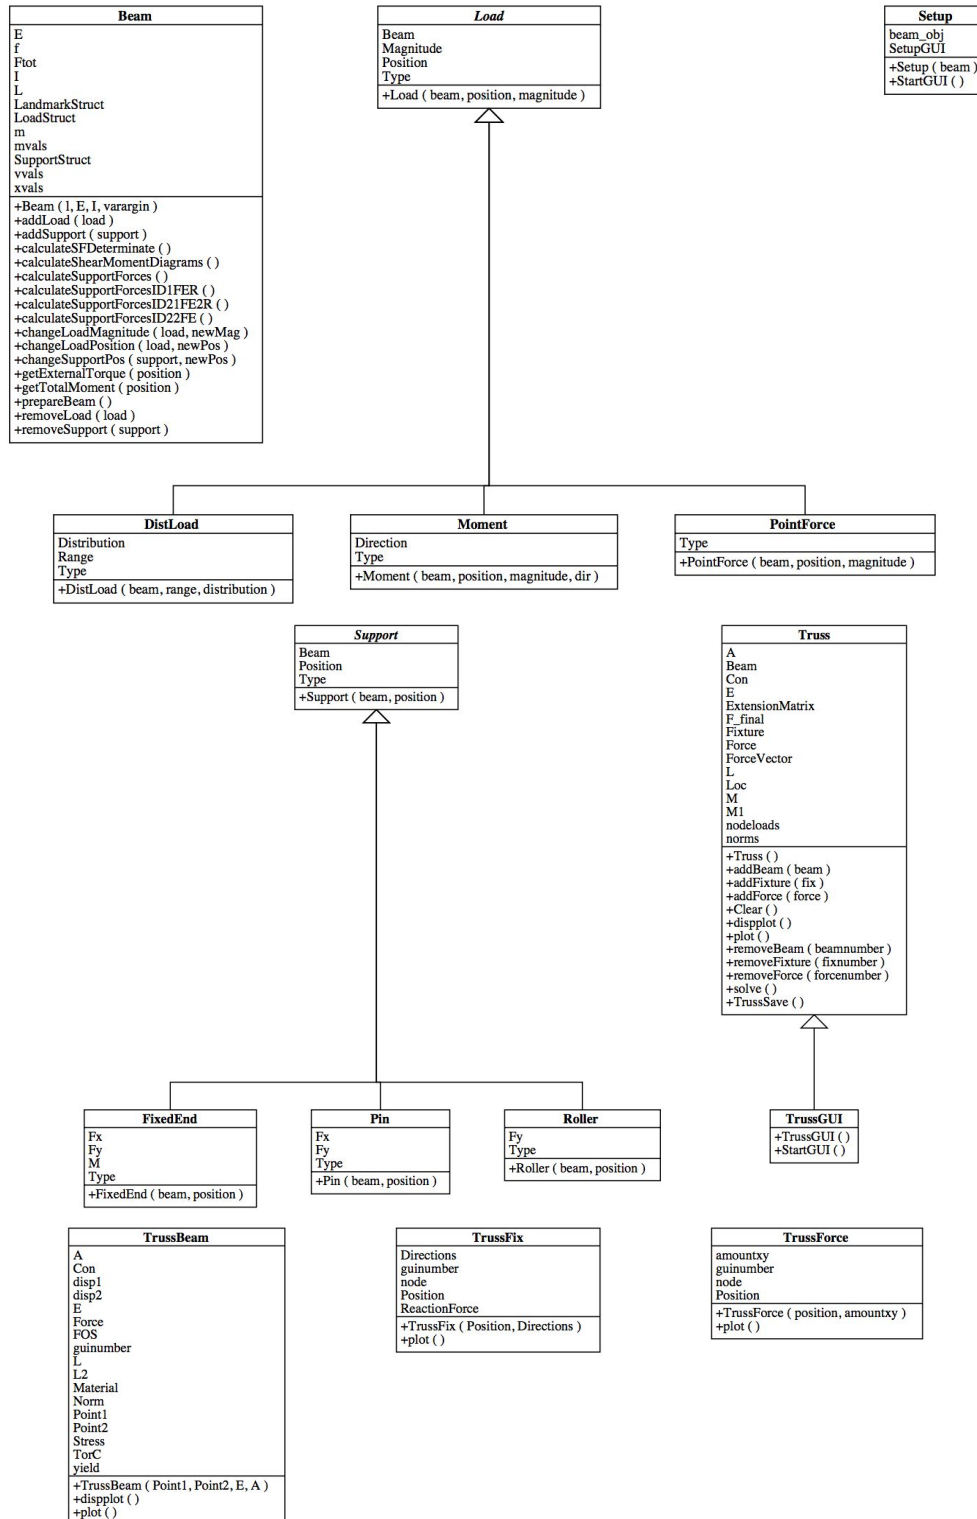 Beam
E
f
Ftot
I
L
LandmarkStruct
LoadStruct
m
mvals
SupportStruct
vvals
xvals
+Beam ( l, E, I, varargin )
+addLoad ( load )
+addSupport ( support )
+calculateSFDeterminate ( )
+calculateShearMomentDiagrams ( )
+calculateSupportForces ( )
+calculateSupportForcesID1FER ( )
+calculateSupportForcesID21FE2R ( )
+calculateSupportForcesID22FE ( )
+changeLoadMagnitude ( load, newMag )
+changeLoadPosition ( load, newPos )
+changeSupportPos ( support, newPos )
+getExternalTorque ( position )
+getTotalMoment ( position )
+prepareBeam ( )
+removeLoad ( load )
+removeSupport ( support )
Load
Beam
Magnitude
Position
Type
+Load ( beam, position, magnitude )
Setup
beam_obj
SetupGUI
+Setup ( beam )
+StartGUI ( )
DistLoad
Distribution
Range
Type
+DistLoad ( beam, range, distribution )
Moment
Direction
Type
+Moment ( beam, position, magnitude, dir )
PointForce
Type
+PointForce ( beam, position, magnitude )
Support
Beam
Position
Type
+Support ( beam, position )
Truss
A
Beam
Con
E
ExtensionMatrix
F_final
Fixture
Force
ForceVector
L
Loc
M
M1
nodeloads
norms
+Truss ( )
+addBeam ( beam )
+addFixture ( fix )
+addForce ( force )
+Clear ( )
+dispplot ( )
+plot ( )
+removeBeam ( beamnumber )
+removeFixture ( fixnumber )
+removeForce ( forcenumber )
+solve ( )
+TrussSave ( )
FixedEnd
Fx
Fy
M
Type
+FixedEnd ( beam, position )
Pin
Fx
Fy
Type
+Pin ( beam, position )
Roller
Fy
Type
+Roller ( beam, position )
TrussGUI
+TrussGUI ( )
+StartGUI ( )
TrussBeam
A
Con
disp1
disp2
E
Force
FOS
guinumber
L
L2
Material
Norm
Point1
Point2
Stress
TorC
yield
+TrussBeam ( Point1, Point2, E, A )
+dispplot ( )
+plot ( )
TrussFix
Directions
guinumber
node
Position
ReactionForce
+TrussFix ( Position, Directions )
+plot ( )
TrussForce
amountxy
guinumber
node
Position
+TrussForce ( position, amountxy )
+plot ( )